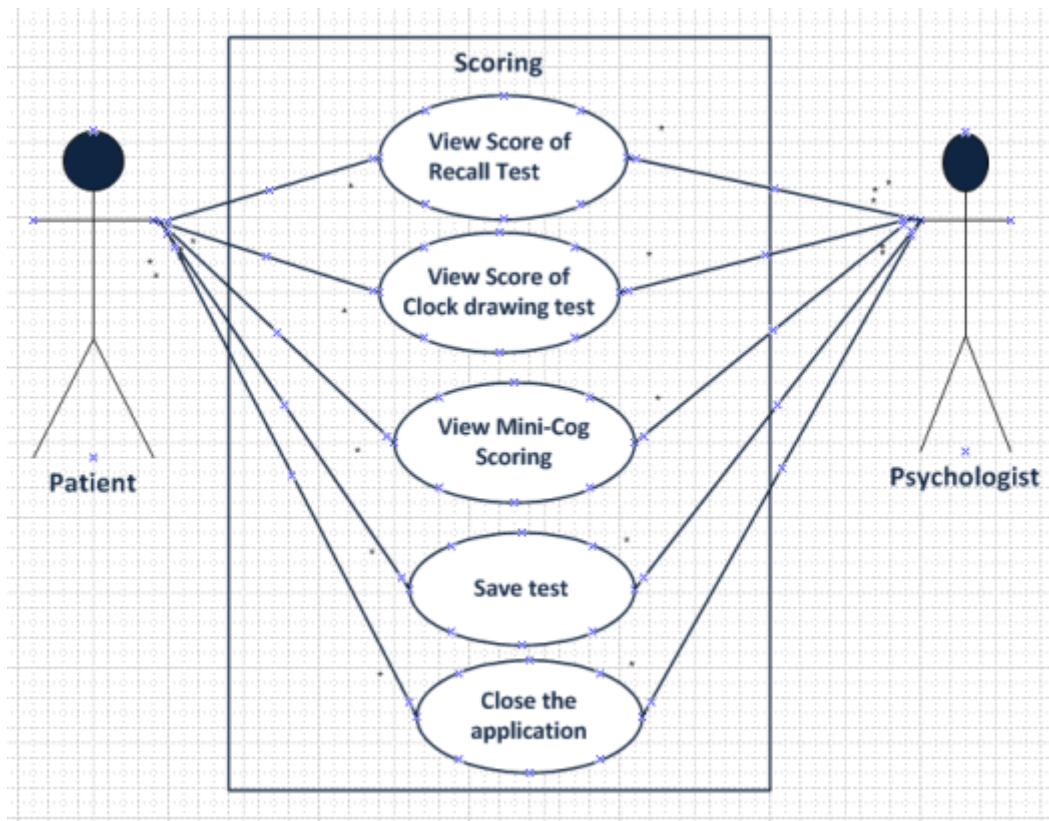 Scoring
View Score of
Recall Test
View Score of
Clock drawing test
View Mini-Cog
Scoring
Save test
Close the
application
Patient
Psychologist